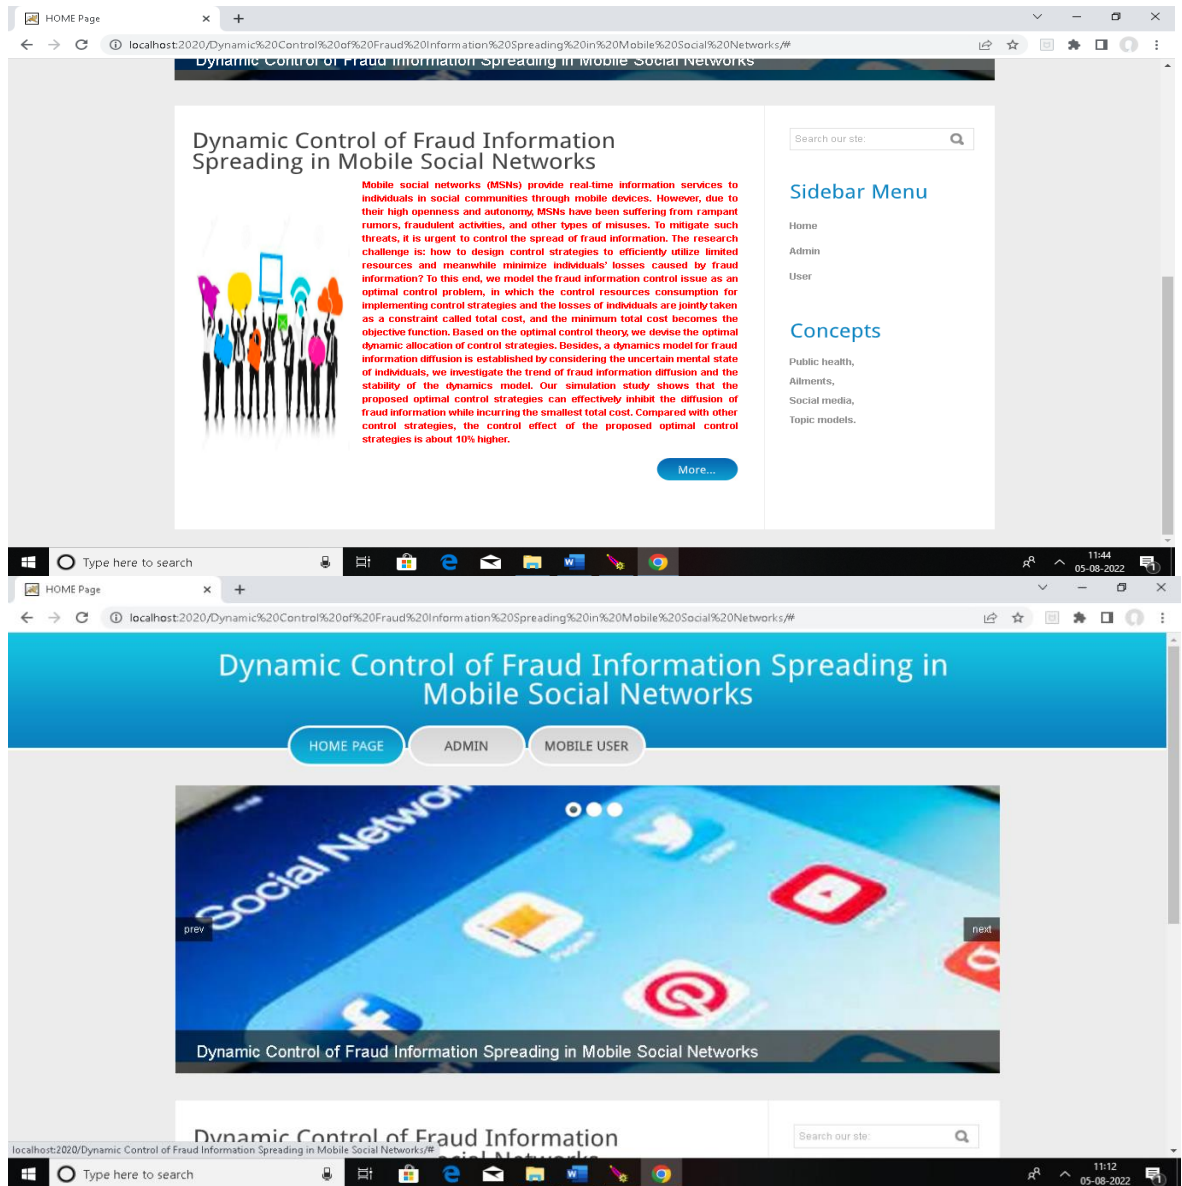 HOME Page
localhost:2020/Dynamic%20Control%20of%20Fraud%20Information%20Spreading%20in%20Mobile%20Social%20Networks/#
Dynamic Control of Fraud Information Spreading in Mobile Social Networks
Dynamic Control of Fraud Information
Spreading in Mobile Social Networks
Mobile social networks (MSNs) provide real-time information services to
individuals in social communities through mobile devices. However, due to
their high openness and autonomy, MSNs have been suffering from rampant
rumors, fraudulent activities, and other types of misuses. To mitigate such
threats, it is urgent to control the spread of fraud information. The research
challenge is: how to design control strategies to efficiently utilize limited
resources and meanwhile minimize individuals' losses caused by fraud
information? To this end, we model the fraud information control issue as an
optimal control problem, in which the control resources consumption for
implementing control strategies and the losses of individuals are jointly taken
as a constraint called total cost, and the minimum total cost becomes the
objective function. Based on the optimal control theory, we devise the optimal
dynamic allocation of control strategies. Besides, a dynamics model for fraud
information diffusion is established by considering the uncertain mental state
of individuals, we investigate the trend of fraud information diffusion and the
stability of the dynamics model. Our simulation study shows that the
proposed optimal control strategies can effectively inhibit the diffusion of
fraud information while incurring the smallest total cost. Compared with other
control strategies, the control effect of the proposed optimal control
strategies is about 10% higher.
More...
Search our ste:
Sidebar Menu
Home
Admin
User
Concepts
Public health,
Ailments,
Social media,
Topic models.
Type here to search
11:44
05-08-2022
HOME Page
localhost:2020/Dynamic%20Control%20of%20Fraud%20Information%20Spreading%20in%20Mobile%20Social%20Networks/#
Dynamic Control of Fraud Information Spreading in
Mobile Social Networks
HOME PAGE
ADMIN
MOBILE USER
Social Networ
prev
next
Dynamic Control of Fraud Information Spreading in Mobile Social Networks
Dynamic Control of Fraud Information
Search our ste:
localhost:2020/Dynamic Control of Fraud Information Spreading in Mobile Social Networks/#
ocial Networks
Type here to search
11:12
05-08-2022